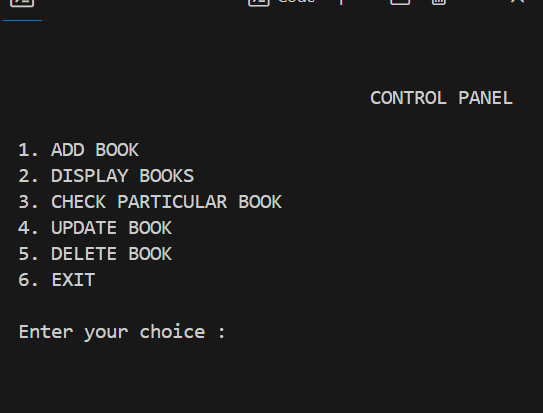 Code
CONTROL PANEL
1. ADD BOOK
2. DISPLAY BOOKS
3. CHECK PARTICULAR BOOK
4. UPDATE BOOK
5. DELETE BOOK
6. EXIT
Enter your choice :